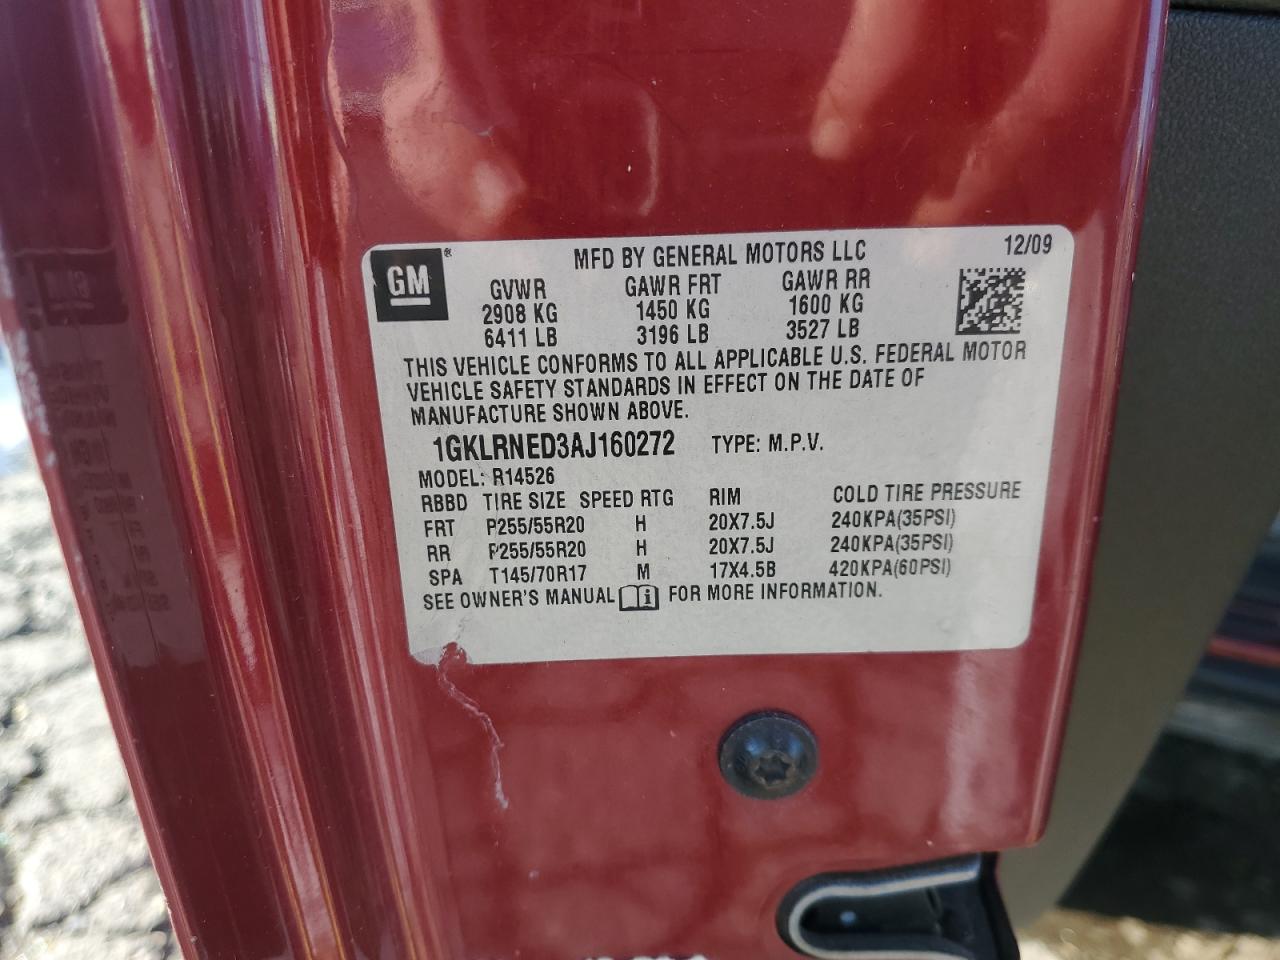 MFD BY GENERAL MOTORS LLC 12/09
GM®
GVWR GAWR FRT GAWR RR
2908 KG 1450 KG 1600 KG
6411 LB 3196 LB 3527 LB
THIS VEHICLE CONFORMS TO ALL APPLICABLE U.S. FEDERAL MOTOR
VEHICLE SAFETY STANDARDS IN EFFECT ON THE DATE OF
MANUFACTURE SHOWN ABOVE.
1GKLRNED3AJ160272 TYPE: M.P.V.
MODEL: R14526
RBBD TIRE SIZE SPEED RTG RIM COLD TIRE PRESSURE
FRT P255/55R20 H 20X7.5J 240KPA(35PSI)
RR P255/55R20 H 20X7.5J 240KPA(35PSI)
SPA T145/70R17 M 17X4.5B 420KPA(60PSI)
SEE OWNER'S MANUAL i FOR MORE INFORMATION.